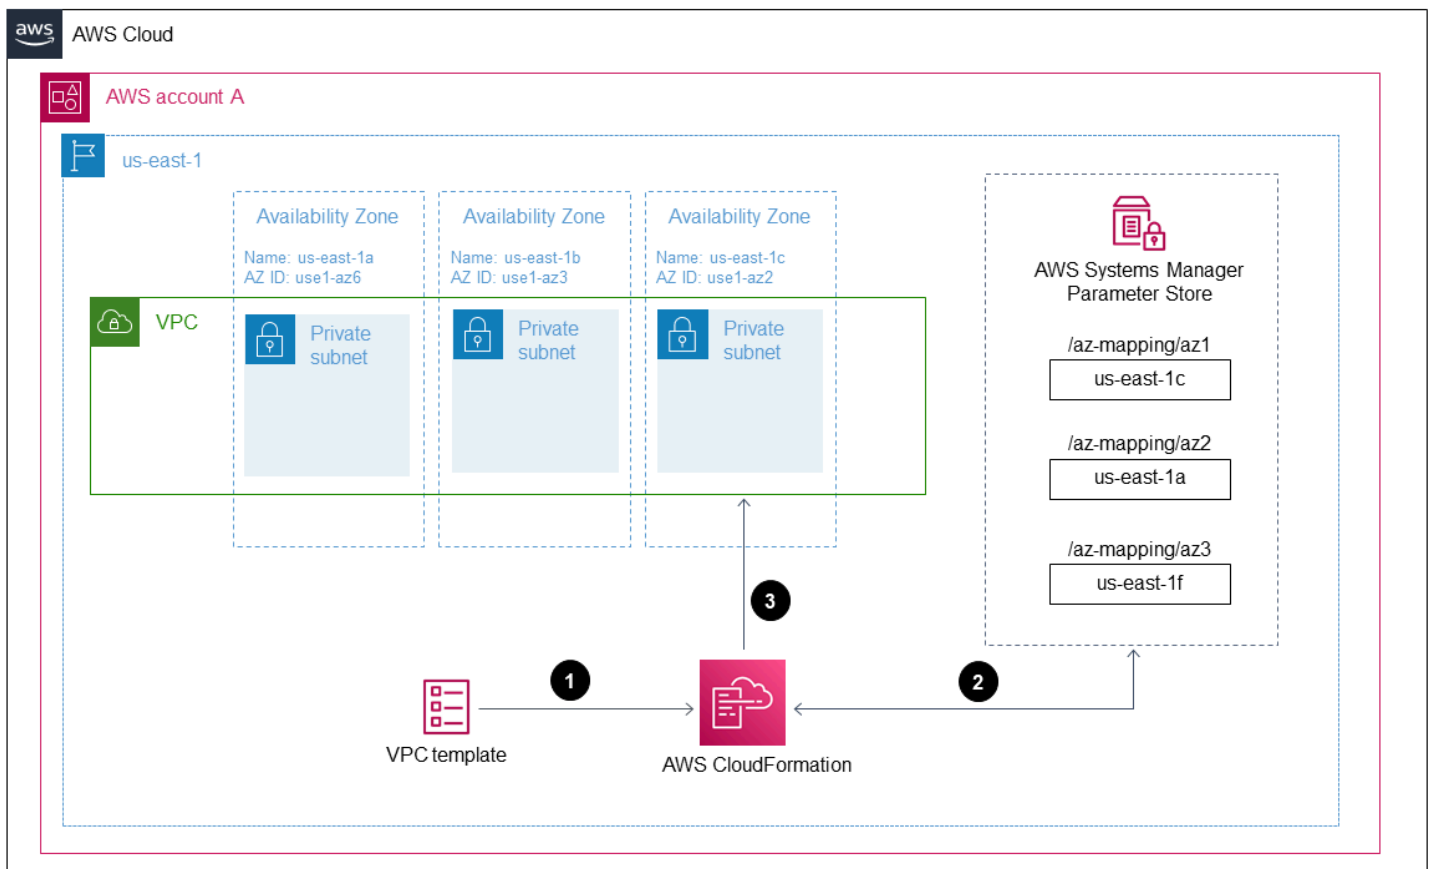 aws
AWS Cloud
AWS account A
us-east-1
Availability Zone
Name: us-east-1a
AZ ID: use1-az6
Availability Zone
Name: us-east-1b
AZ ID: use1-az3
Availability Zone
Name: us-east-1c
AZ ID: use1-az2
VPC
Private
subnet
Private
subnet
Private
subnet
AWS Systems Manager
Parameter Store
/az-mapping/az1
us-east-1c
/az-mapping/az2
us-east-1a
/az-mapping/az3
us-east-1f
3
1
2
VPC template
AWS CloudFormation